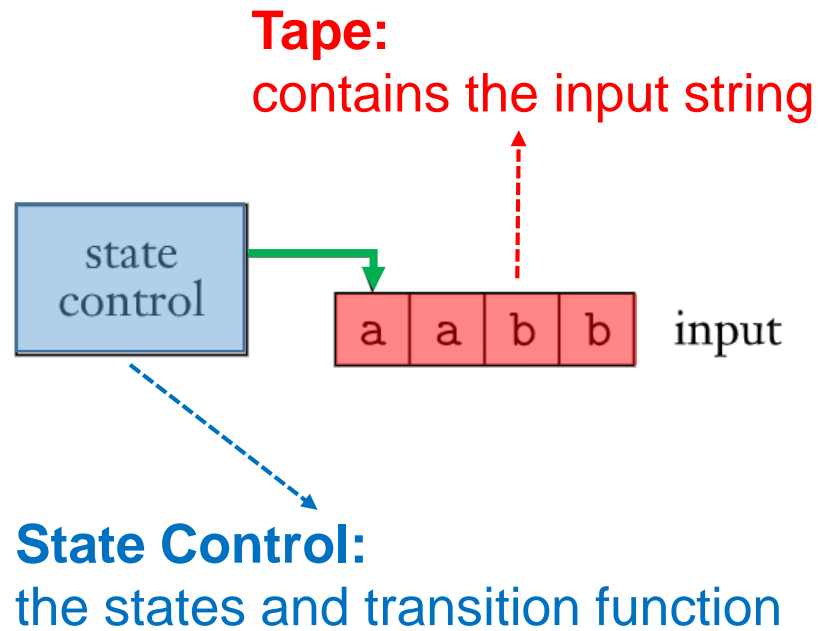 Tape:
contains the input string
state
control
a a b b input
State Control:
the states and transition function